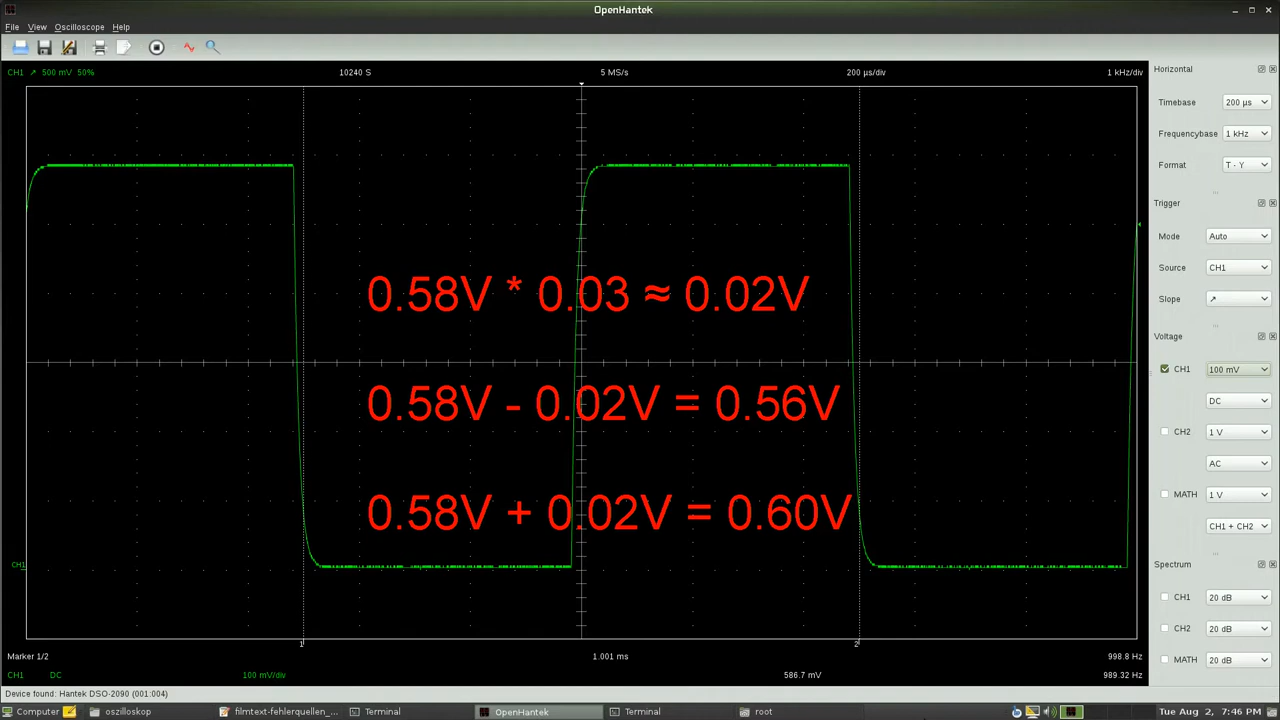 OpenHantek
File View Oscilloscope Help
CH1 ↗ 500 mV 50% 10240 S 5 MS/s 200 µs/div 1 kHz/div
Horizontal
Timebase 200 µs
Frequencybase 1 kHz
Format T - Y
Trigger
Mode Auto
Source CH1
Slope ↗
Voltage
CH1 100 mV
DC
CH2 1 V
AC
MATH 1 V
CH1 + CH2
Spectrum
CH1 20 dB
CH2 20 dB
MATH 20 dB
0.58V * 0.03 ≈ 0.02V
0.58V - 0.02V = 0.56V
0.58V + 0.02V = 0.60V
CH1
1 2
Marker 1/2 1.001 ms 998.8 Hz
CH1 DC 100 mV/div 586.7 mV 989.32 Hz
Device found: Hantek DSO-2090 (001:004)
Computer oszilloskop filmtext-fehlerquellen_... Terminal OpenHantek Terminal root Tue Aug 2, 7:46 PM